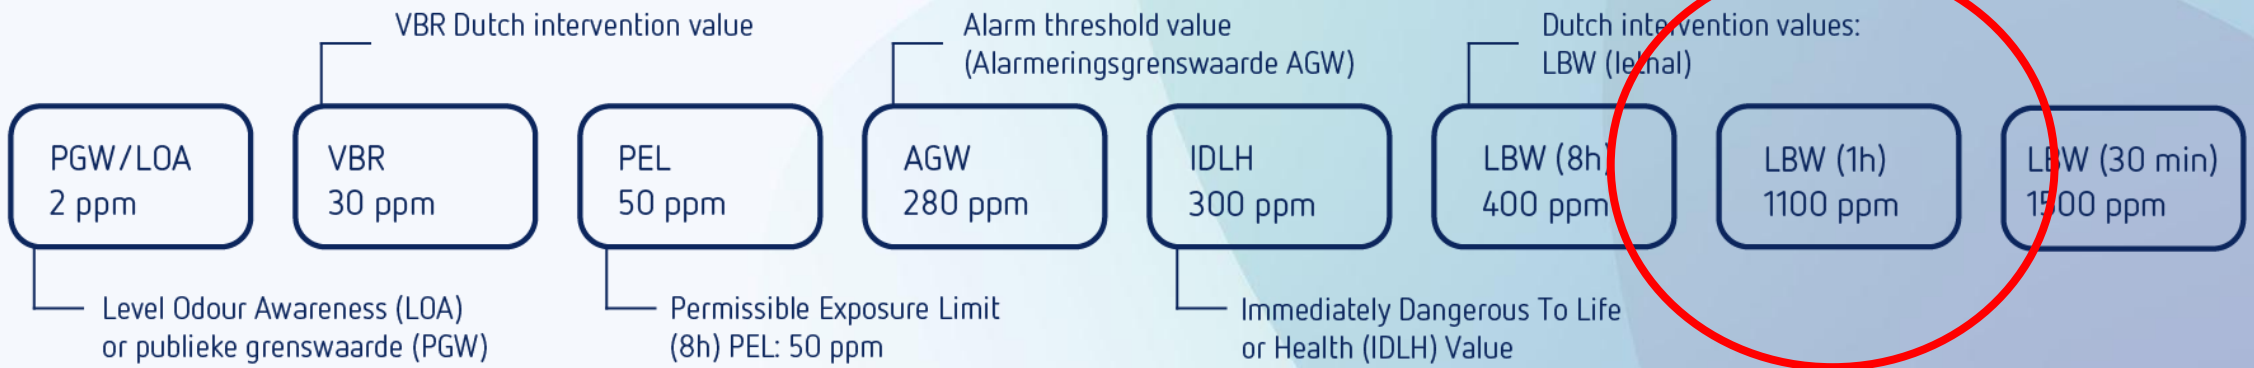 VBR Dutch intervention value
Alarm threshold value
(Alarmeringsgrenswaarde AGW)
Dutch intervention values:
LBW (lethal)
PGW/LOA
2 ppm
VBR
30 ppm
PEL
50 ppm
AGW
280 ppm
IDLH
300 ppm
LBW (8h)
400 ppm
LBW (1h)
1100 ppm
LBW (30 min)
1500 ppm
Level Odour Awareness (LOA)
or publieke grenswaarde (PGW)
Permissible Exposure Limit
(8h) PEL: 50 ppm
Immediately Dangerous To Life
or Health (IDLH) Value